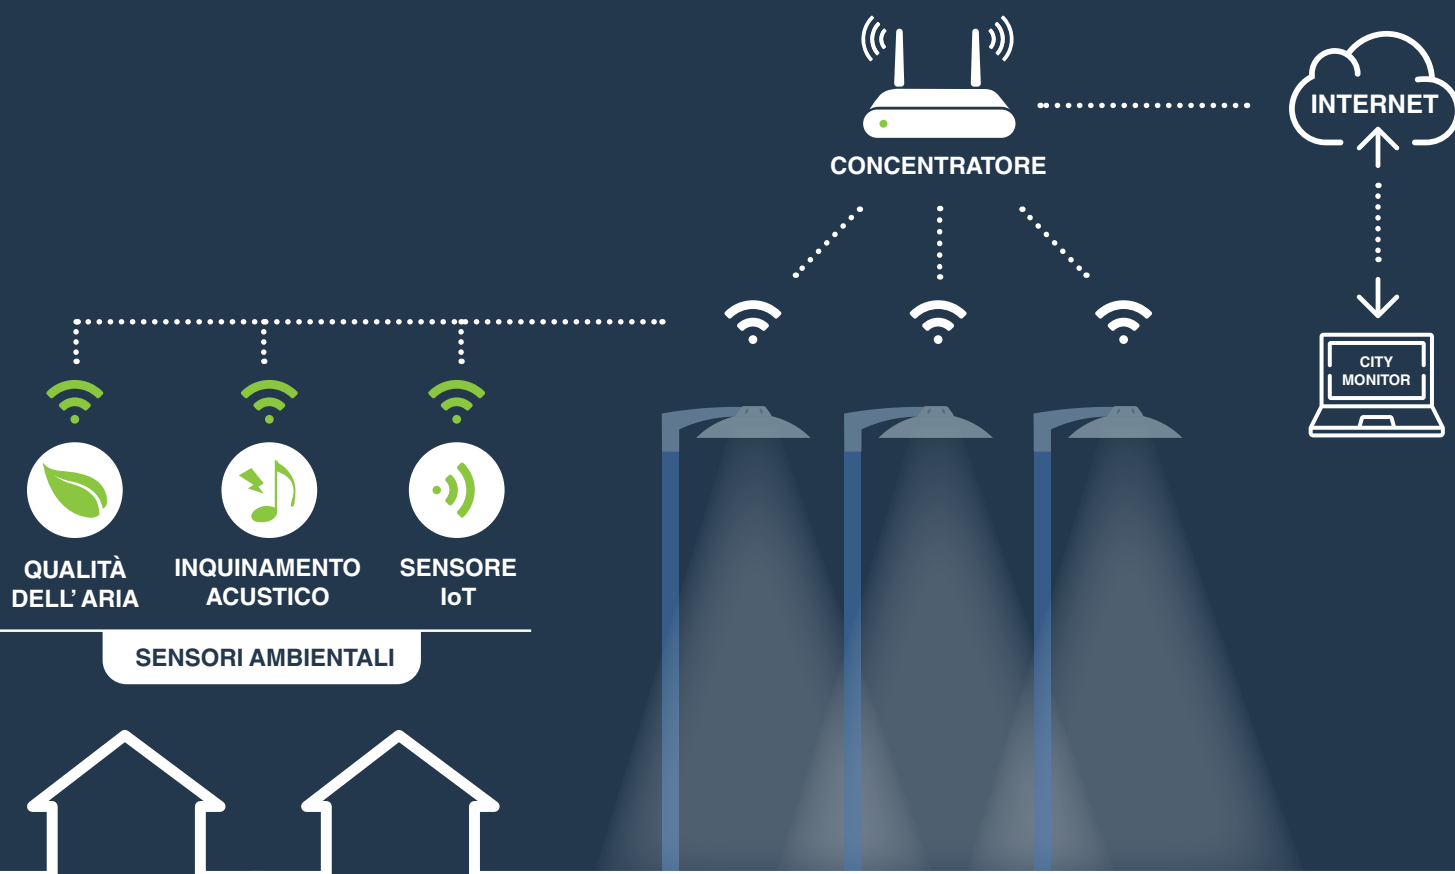 INTERNET
CONCENTRATORE
CITY
MONITOR
QUALITÀ
DELL' ARIA
INQUINAMENTO
ACUSTICO
SENSORE
IoT
SENSORI AMBIENTALI